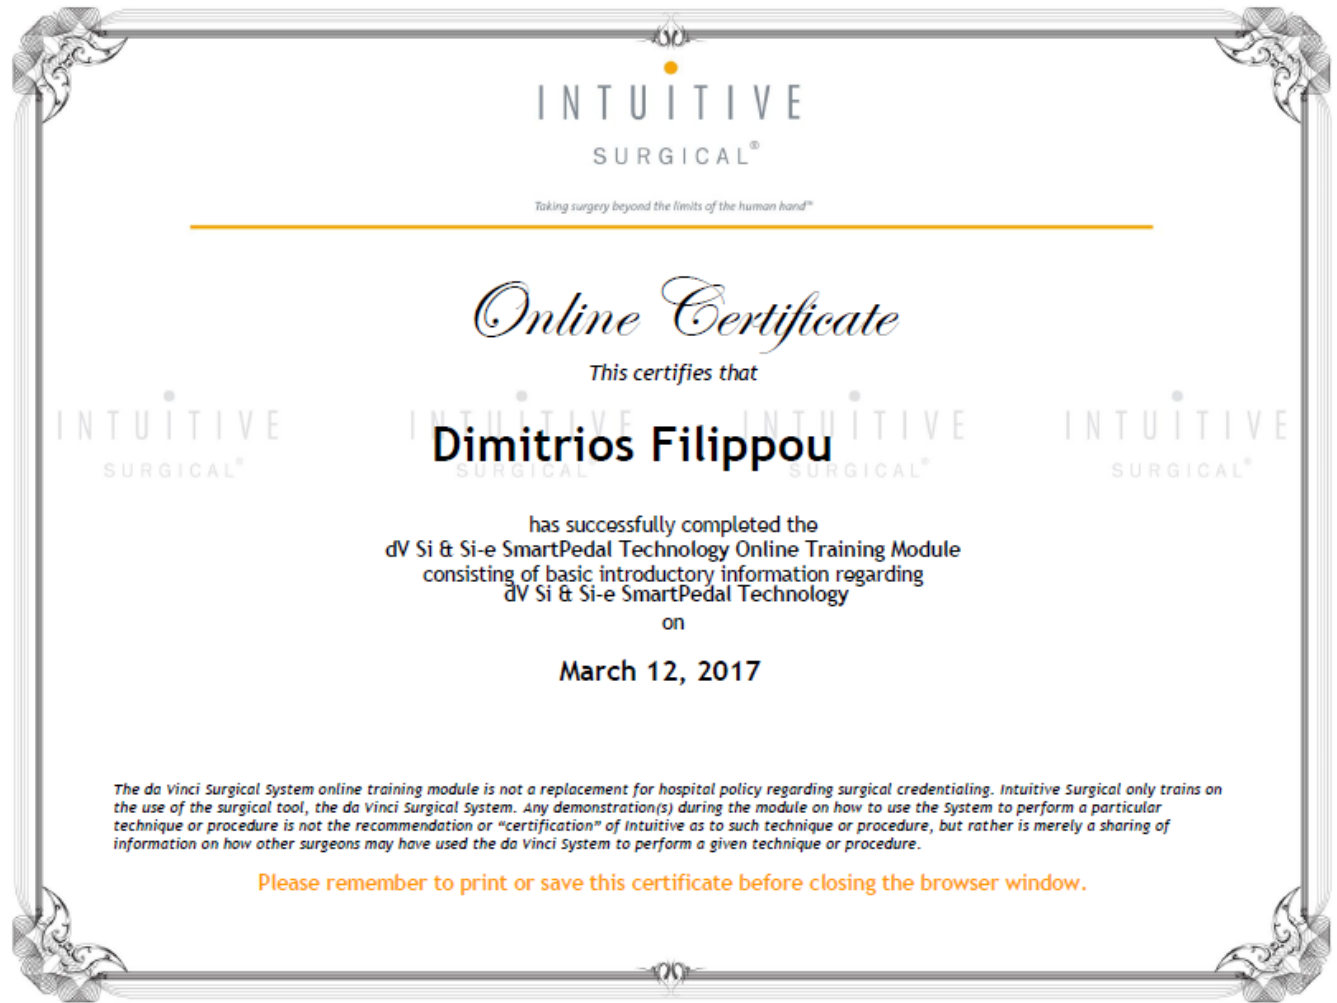 INTUITIVE
SURGICAL®
Taking surgery beyond the limits of the human hand™
Online Certificate
This certifies that
INTUITIVE INTUITIVE INTUITIVE INTUITIVE
Dimitrios Filippou
SURGICAL® SURGICAL® SURGICAL® SURGICAL®
has successfully completed the
dV Si & Si-e SmartPedal Technology Online Training Module
consisting of basic introductory information regarding
dV Si & Si-e SmartPedal Technology
on
March 12, 2017
The da Vinci Surgical System online training module is not a replacement for hospital policy regarding surgical credentialing. Intuitive Surgical only trains on
the use of the surgical tool, the da Vinci Surgical System. Any demonstration(s) during the module on how to use the System to perform a particular
technique or procedure is not the recommendation or “certification” of Intuitive as to such technique or procedure, but rather is merely a sharing of
information on how other surgeons may have used the da Vinci System to perform a given technique or procedure.
Please remember to print or save this certificate before closing the browser window.